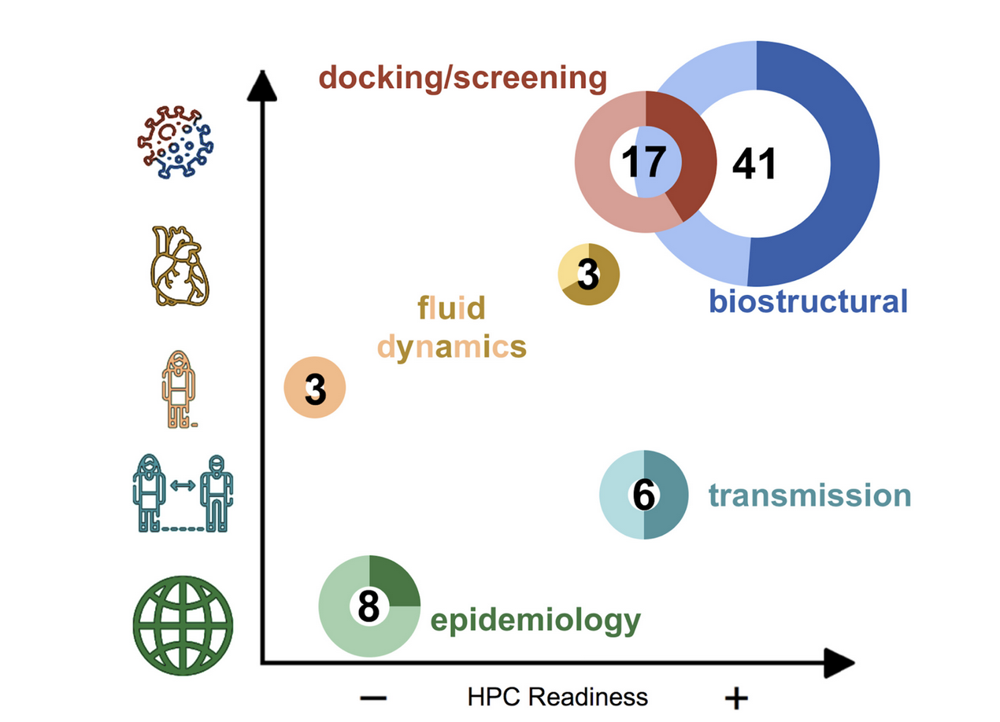 docking/screening
17
41
3
biostructural
fluid
dynamics
3
6
transmission
8
epidemiology
− HPC Readiness +